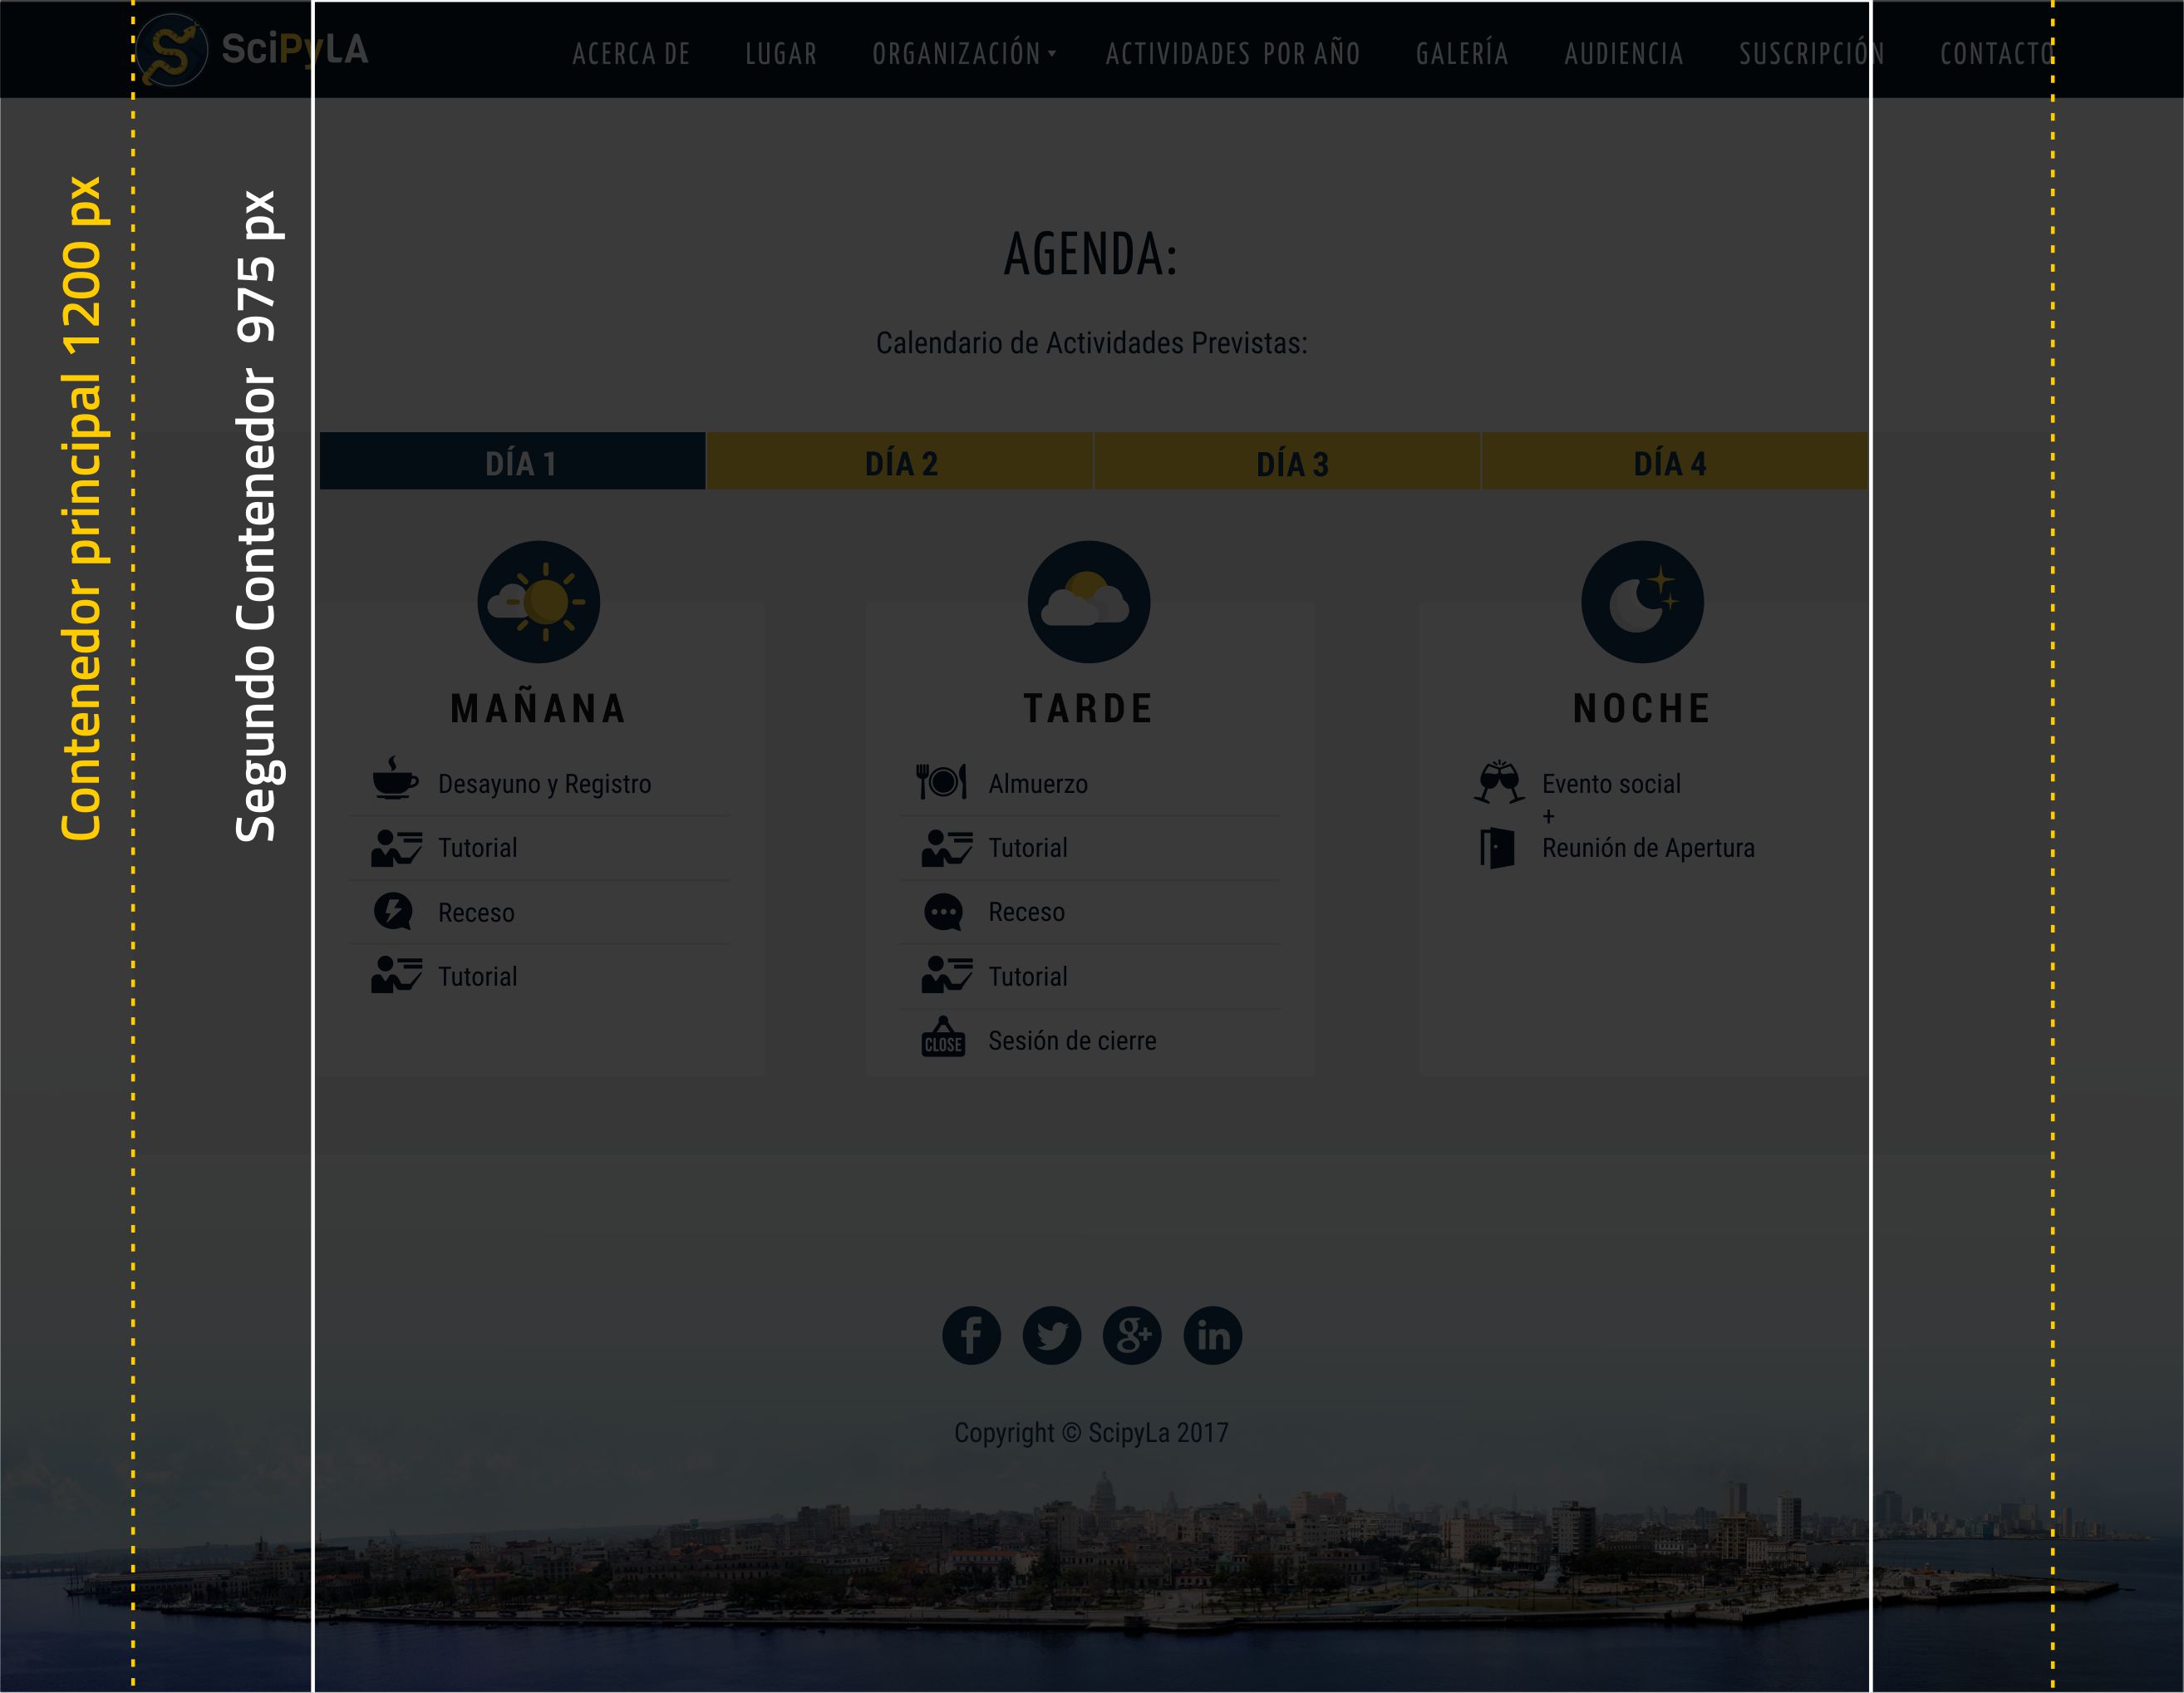 SciPyLA
ACERCA DE
LUGAR
ORGANIZACIÓN
ACTIVIDADES POR AÑO
GALERÍA
AUDIENCIA
SUSCRIPCIÓN
CONTACTO
Contenedor principal 1200 px
Segundo Contenedor 975 px
AGENDA:
Calendario de Actividades Previstas:
DÍA 1
DÍA 2
DÍA 3
DÍA 4
MAÑANA
Desayuno y Registro
Tutorial
Receso
Tutorial
TARDE
Almuerzo
Tutorial
Receso
Tutorial
CLOSE
Sesión de cierre
NOCHE
Evento social
+
Reunión de Apertura
f
g+
in
Copyright © ScipyLa 2017